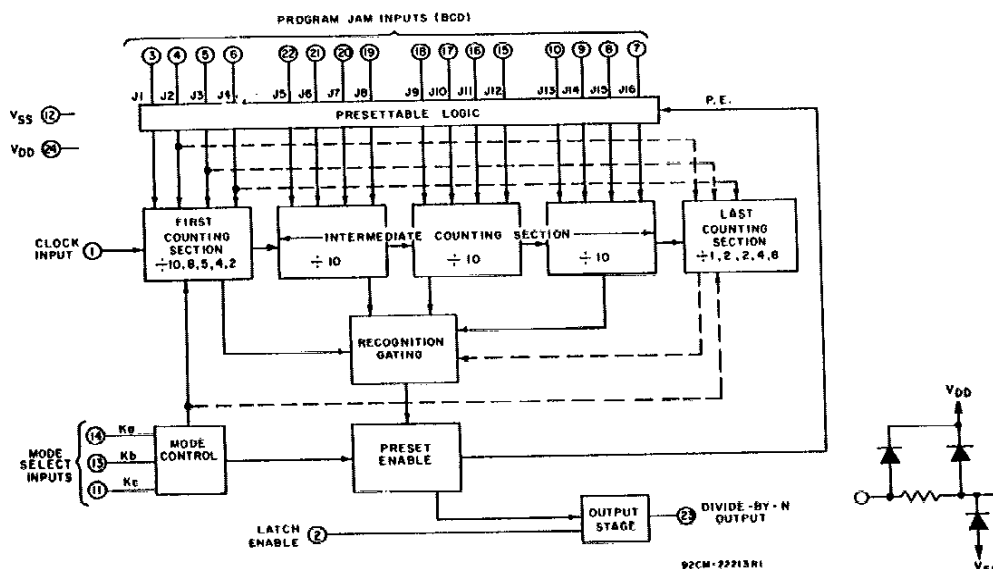 PROGRAM JAM INPUTS (BCD)
3 4 5 6 22 21 20 19 18 17 16 15 10 9 8 7
J1 J2 J3 J4 J5 J6 J7 J8 J9 J10 J11 J12 J13 J14 J15 J16
P.E.
VSS 12
PRESETTABLE LOGIC
VDD 24
FIRST
COUNTING
SECTION
÷10,8,5,4,2
INTERMEDIATE COUNTING SECTION
÷10
÷10
÷10
LAST
COUNTING
SECTION
÷1,2,2,4,8
CLOCK
INPUT
1
RECOGNITION
GATING
VDD
MODE
SELECT
INPUTS
14 Ka
13 Kb
11 Kc
MODE
CONTROL
PRESET
ENABLE
OUTPUT
STAGE
23 DIVIDE-BY-N
OUTPUT
LATCH
ENABLE
2
92CM-22213R1